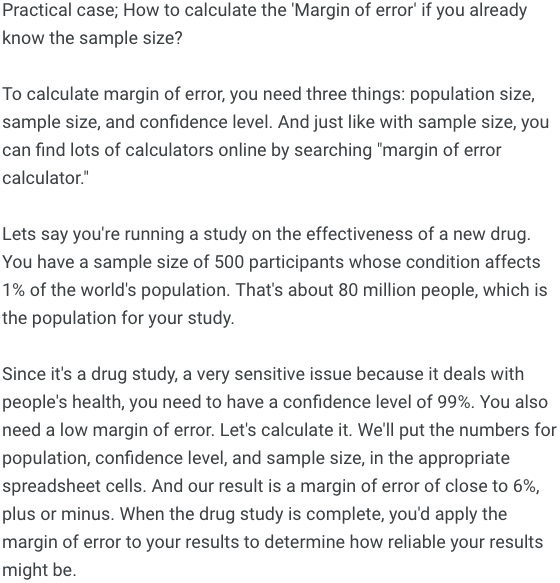 Practical case; How to calculate the 'Margin of error' if you already
know the sample size?
To calculate margin of error, you need three things: population size,
sample size, and confidence level. And just like with sample size, you
can find lots of calculators online by searching "margin of error
calculator."
Lets say you're running a study on the effectiveness of a new drug.
You have a sample size of 500 participants whose condition affects
1% of the world's population. That's about 80 million people, which is
the population for your study.
Since it's a drug study, a very sensitive issue because it deals with
people's health, you need to have a confidence level of 99%. You also
need a low margin of error. Let's calculate it. We'll put the numbers for
population, confidence level, and sample size, in the appropriate
spreadsheet cells. And our result is a margin of error of close to 6%,
plus or minus. When the drug study is complete, you'd apply the
margin of error to your results to determine how reliable your results
might be.